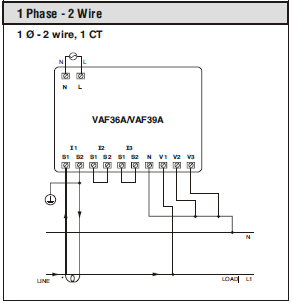 1 Phase - 2 Wire
1 Ø - 2 wire, 1 CT
N L
N L
VAF36A/VAF39A
I1 I2 I3
S1 S2 S1 S2 S1 S2 N V1 V2 V3
N
LINE LOAD L1